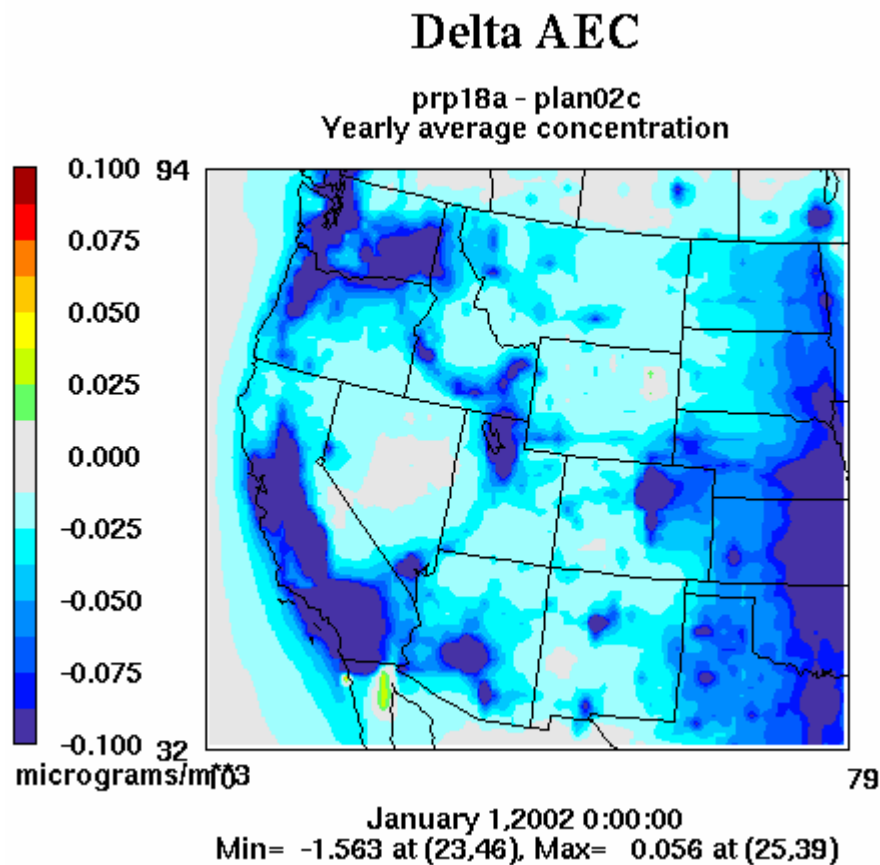 Delta AEC
prp18a - plan02c
Yearly average concentration
0.100
0.075
0.050
0.025
0.000
-0.025
-0.050
-0.075
-0.100
94
32
micrograms/m**3
79
January 1,2002 0:00:00
Min= -1.563 at (23,46), Max= 0.056 at (25,39)